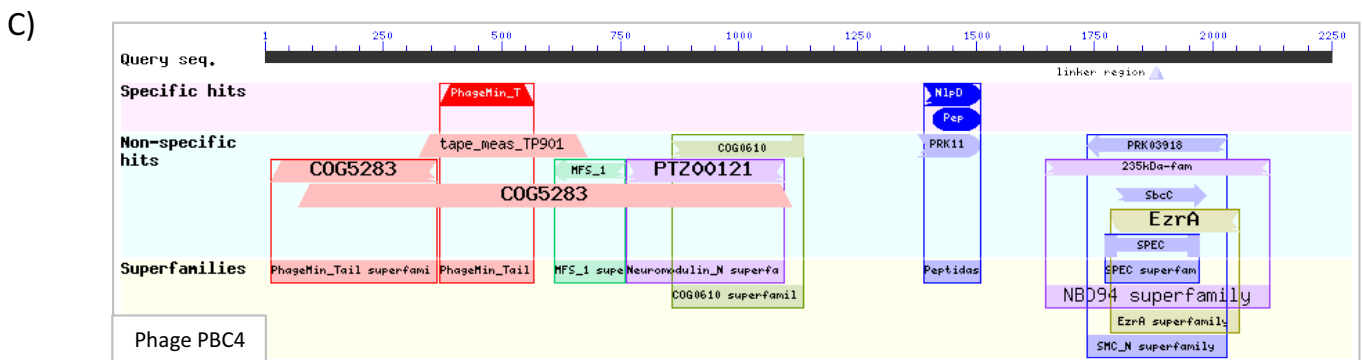 C)
1 250 500 750 1000 1250 1500 1750 2000 2250
Query seq.
linker region
Specific hits
PhageMin_T
NlpD
Pep
Non-specific
hits
tape_meas_TP901
COG0610
PRK11
PRK03918
COG5283
MFS_1
PTZ00121
235kDa-fam
COG5283
SbcC
EzrA
SPEC
Superfamilies
PhageMin_Tail superfami
PhageMin_Tail
MFS_1 supe
Neuromodulin_N superfa
Peptidas
SPEC superfam
COG0610 superfamil
NBD94 superfamily
EzrA superfamily
Phage PBC4
SMC_N superfamily